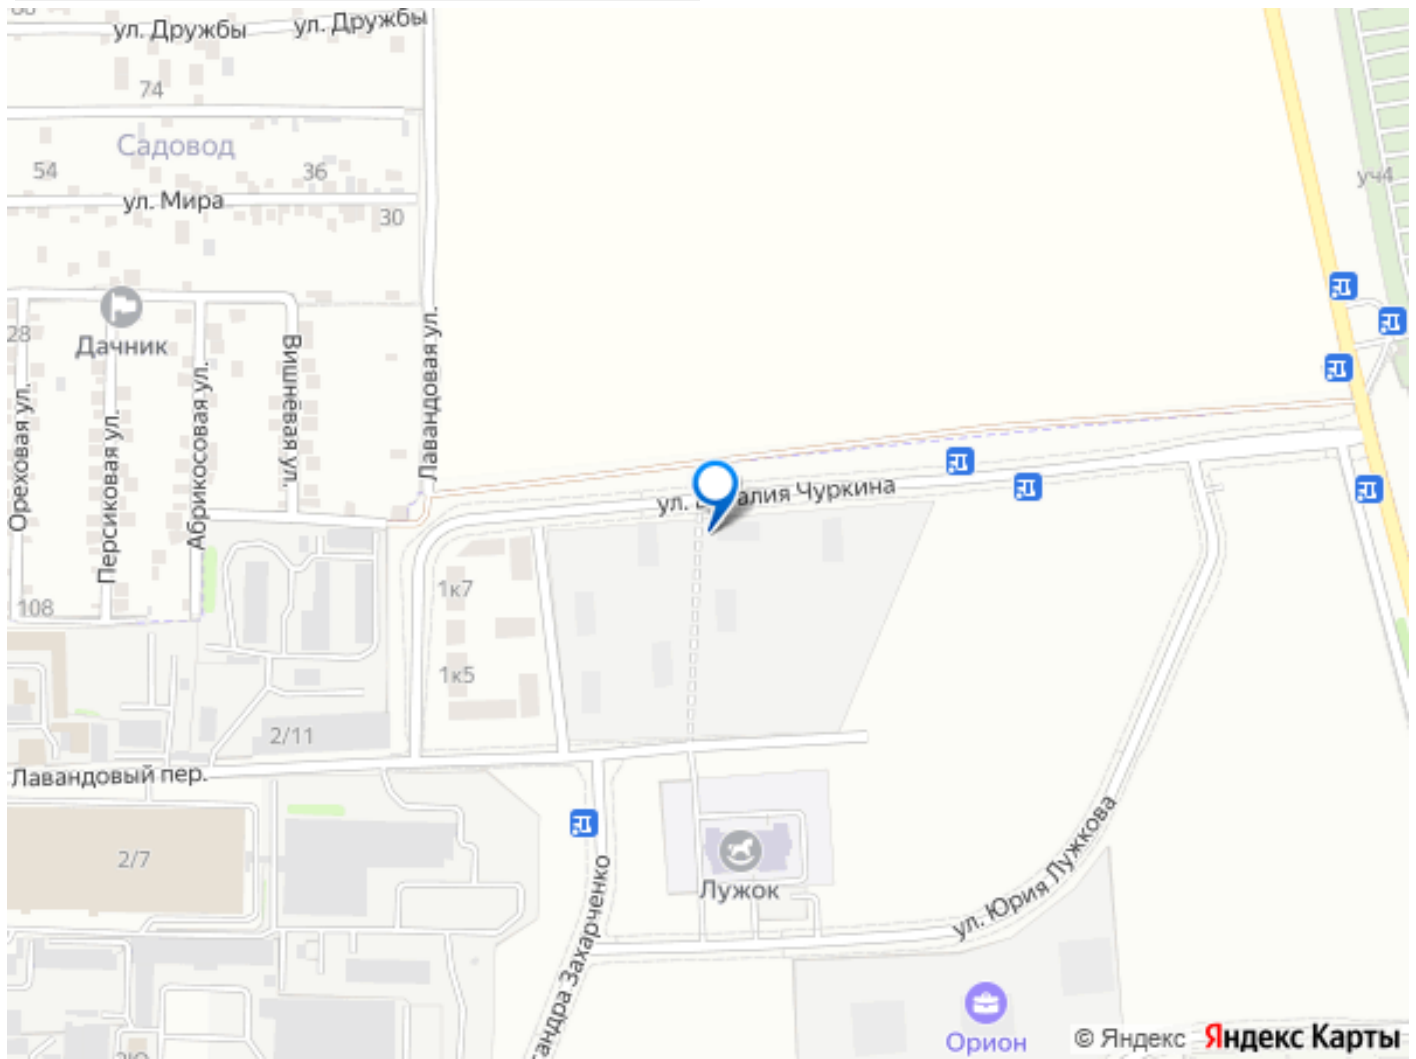 ул. Дружбы
ул. Дружбы
74
Садовод
54
36
ул. Мира
30
уч4
28
Дачник
Ореховая ул.
Персиковая ул.
Абрикосовая ул.
Вишнёвая ул.
Лавандовая ул.
ул. алия Чуркина
108
1к7
1к5
2/11
Лавандовый пер.
2/7
Лужок
андра Захарченко
ул. Юрия Лужкова
Орион
© Яндекс Яндекс Карты